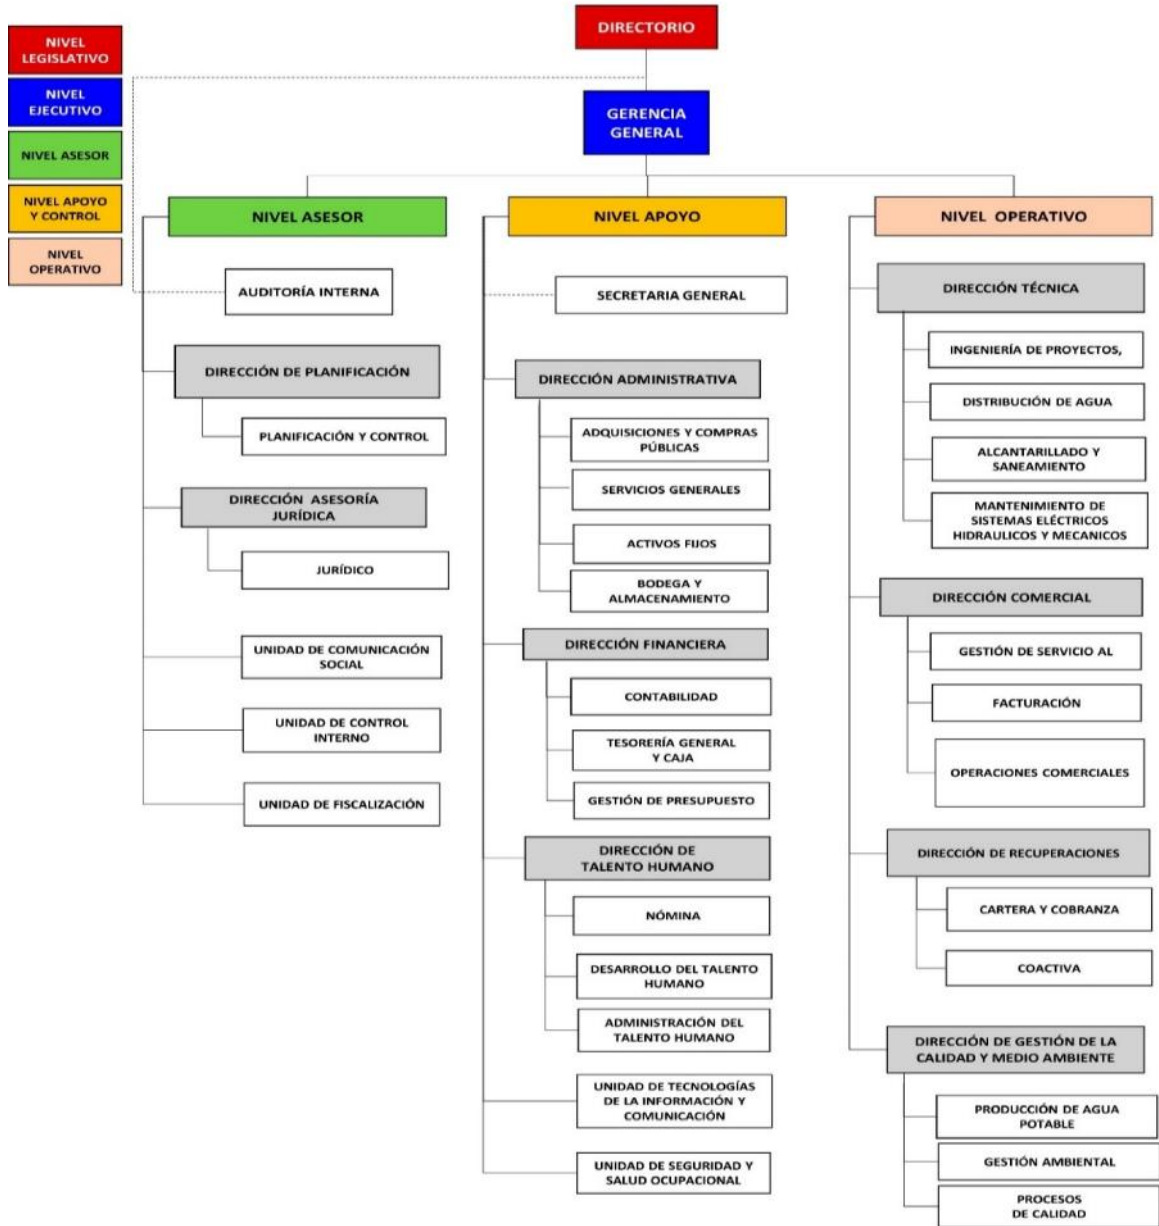 DIRECTORIO
NIVEL
LEGISLATIVO
NIVEL
EJECUTIVO
NIVEL ASESOR
NIVEL APOYO
Y CONTROL
NIVEL
OPERATIVO
GERENCIA
GENERAL
NIVEL ASESOR
AUDITORÍA INTERNA
DIRECCIÓN DE PLANIFICACIÓN
PLANIFICACIÓN Y CONTROL
DIRECCIÓN ASESORÍA
JURÍDICA
JURÍDICO
UNIDAD DE COMUNICACIÓN
SOCIAL
UNIDAD DE CONTROL
INTERNO
UNIDAD DE FISCALIZACIÓN
NIVEL APOYO
SECRETARIA GENERAL
DIRECCIÓN ADMINISTRATIVA
ADQUISICIONES Y COMPRAS
PÚBLICAS
SERVICIOS GENERALES
ACTIVOS FIJOS
BODEGA Y
ALMACENAMIENTO
DIRECCIÓN FINANCIERA
CONTABILIDAD
TESORERÍA GENERAL
Y CAJA
GESTIÓN DE PRESUPUESTO
DIRECCIÓN DE
TALENTO HUMANO
NÓMINA
DESARROLLO DEL TALENTO
HUMANO
ADMINISTRACIÓN DEL
TALENTO HUMANO
UNIDAD DE TECNOLOGÍAS
DE LA INFORMACIÓN Y
COMUNICACIÓN
UNIDAD DE SEGURIDAD Y
SALUD OCUPACIONAL
NIVEL OPERATIVO
DIRECCIÓN TÉCNICA
INGENIERÍA DE PROYECTOS,
DISTRIBUCIÓN DE AGUA
ALCANTARILLADO Y
SANEAMIENTO
MANTENIMIENTO DE
SISTEMAS ELÉCTRICOS
HIDRAULICOS Y MECANICOS
DIRECCIÓN COMERCIAL
GESTIÓN DE SERVICIO AL
FACTURACIÓN
OPERACIONES COMERCIALES
DIRECCIÓN DE RECUPERACIONES
CARTERA Y COBRANZA
COACTIVA
DIRECCIÓN DE GESTIÓN DE LA
CALIDAD Y MEDIO AMBIENTE
PRODUCCIÓN DE AGUA
POTABLE
GESTIÓN AMBIENTAL
PROCESOS
DE CALIDAD